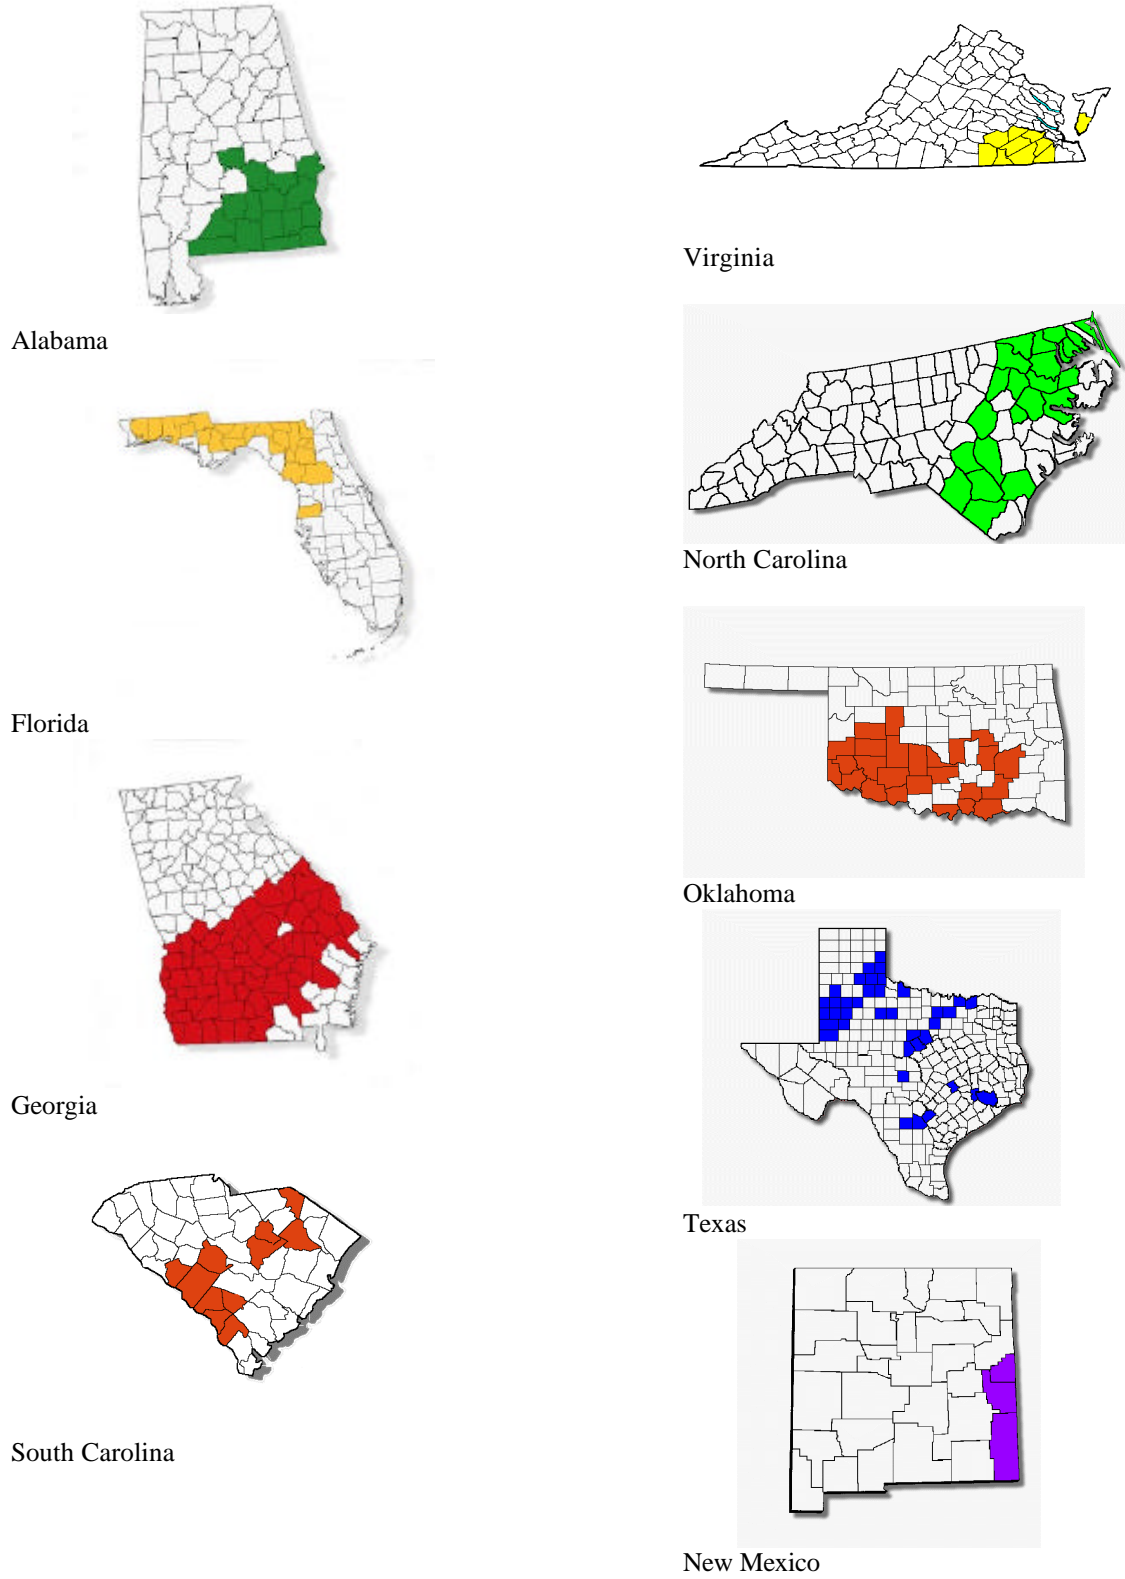 Alabama
Florida
Georgia
South Carolina
Virginia
North Carolina
Oklahoma
Texas
New Mexico